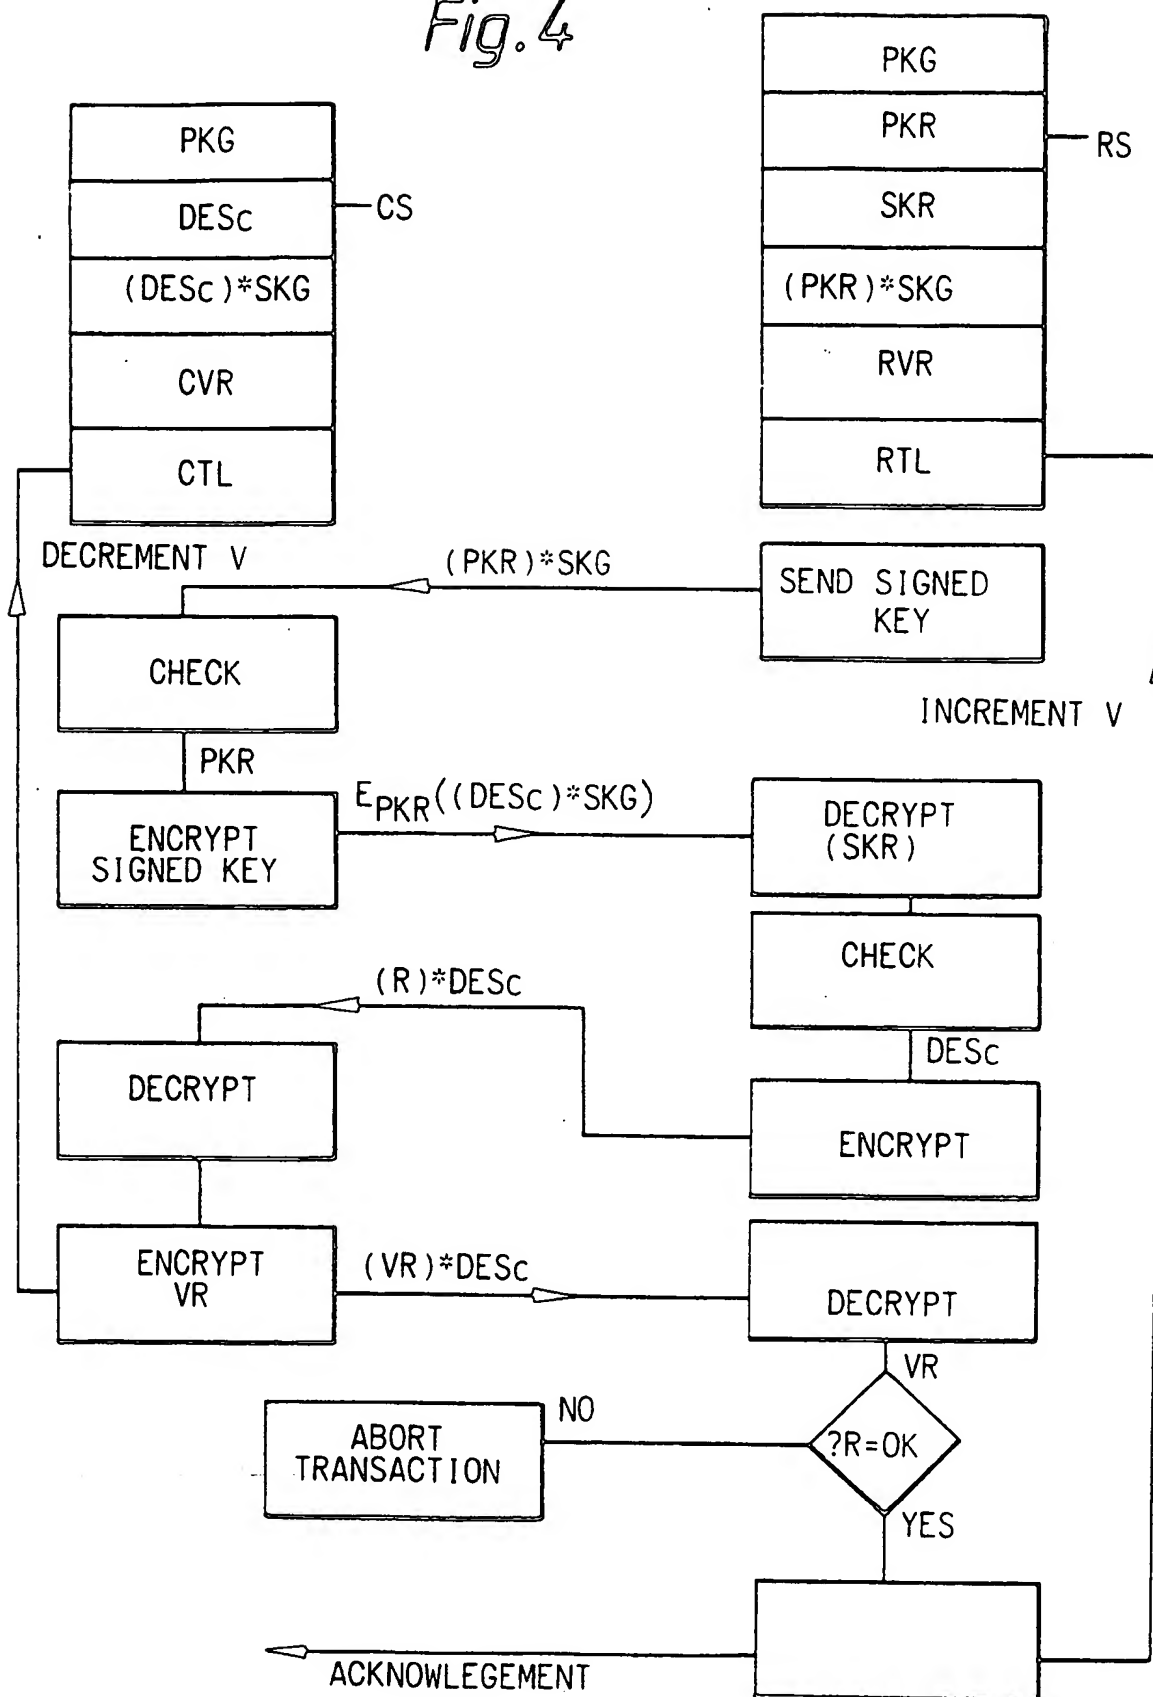 Fig. 4
PKG
DESc
CS
(DESc)*SKG
CVR
CTL
PKG
PKR
RS
SKR
(PKR)*SKG
RVR
RTL
DECREMENT V
(PKR)*SKG
SEND SIGNED
KEY
CHECK
INCREMENT V
PKR
ENCRYPT
SIGNED KEY
EPKR((DESc)*SKG)
DECRYPT
(SKR)
CHECK
DESc
(R)*DESc
DECRYPT
ENCRYPT
ENCRYPT
VR
(VR)*DESc
DECRYPT
VR
?R=OK
NO
ABORT
TRANSACTION
YES
ACKNOWLEGEMENT